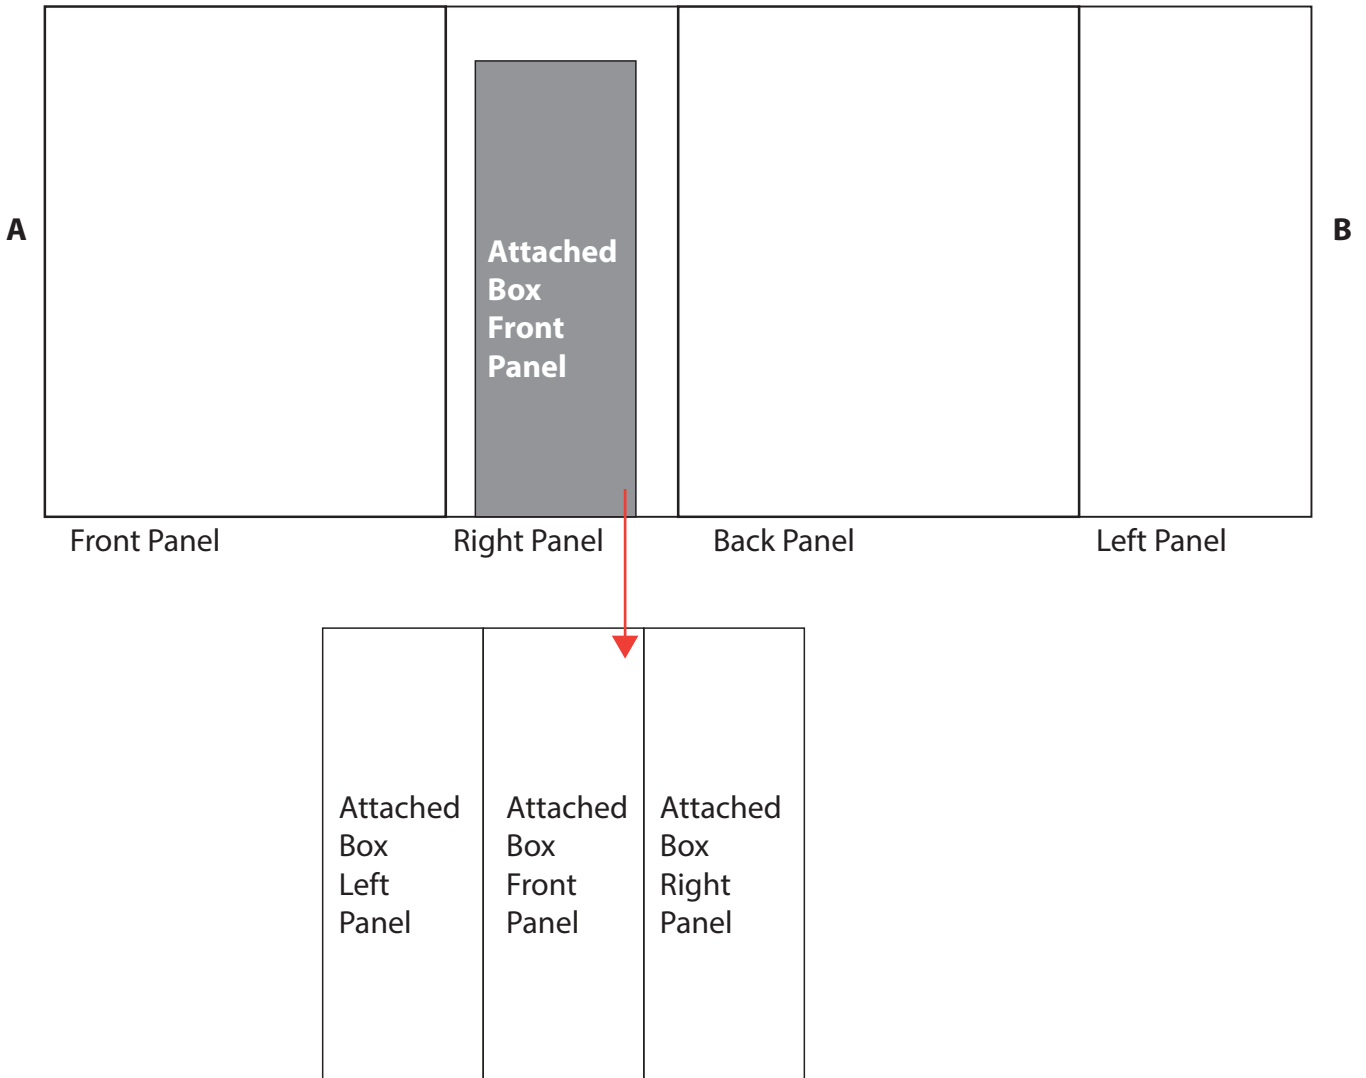 A
B
Attached
Box
Front
Panel
Front Panel
Right Panel
Back Panel
Left Panel
Attached
Box
Left
Panel
Attached
Box
Front
Panel
Attached
Box
Right
Panel